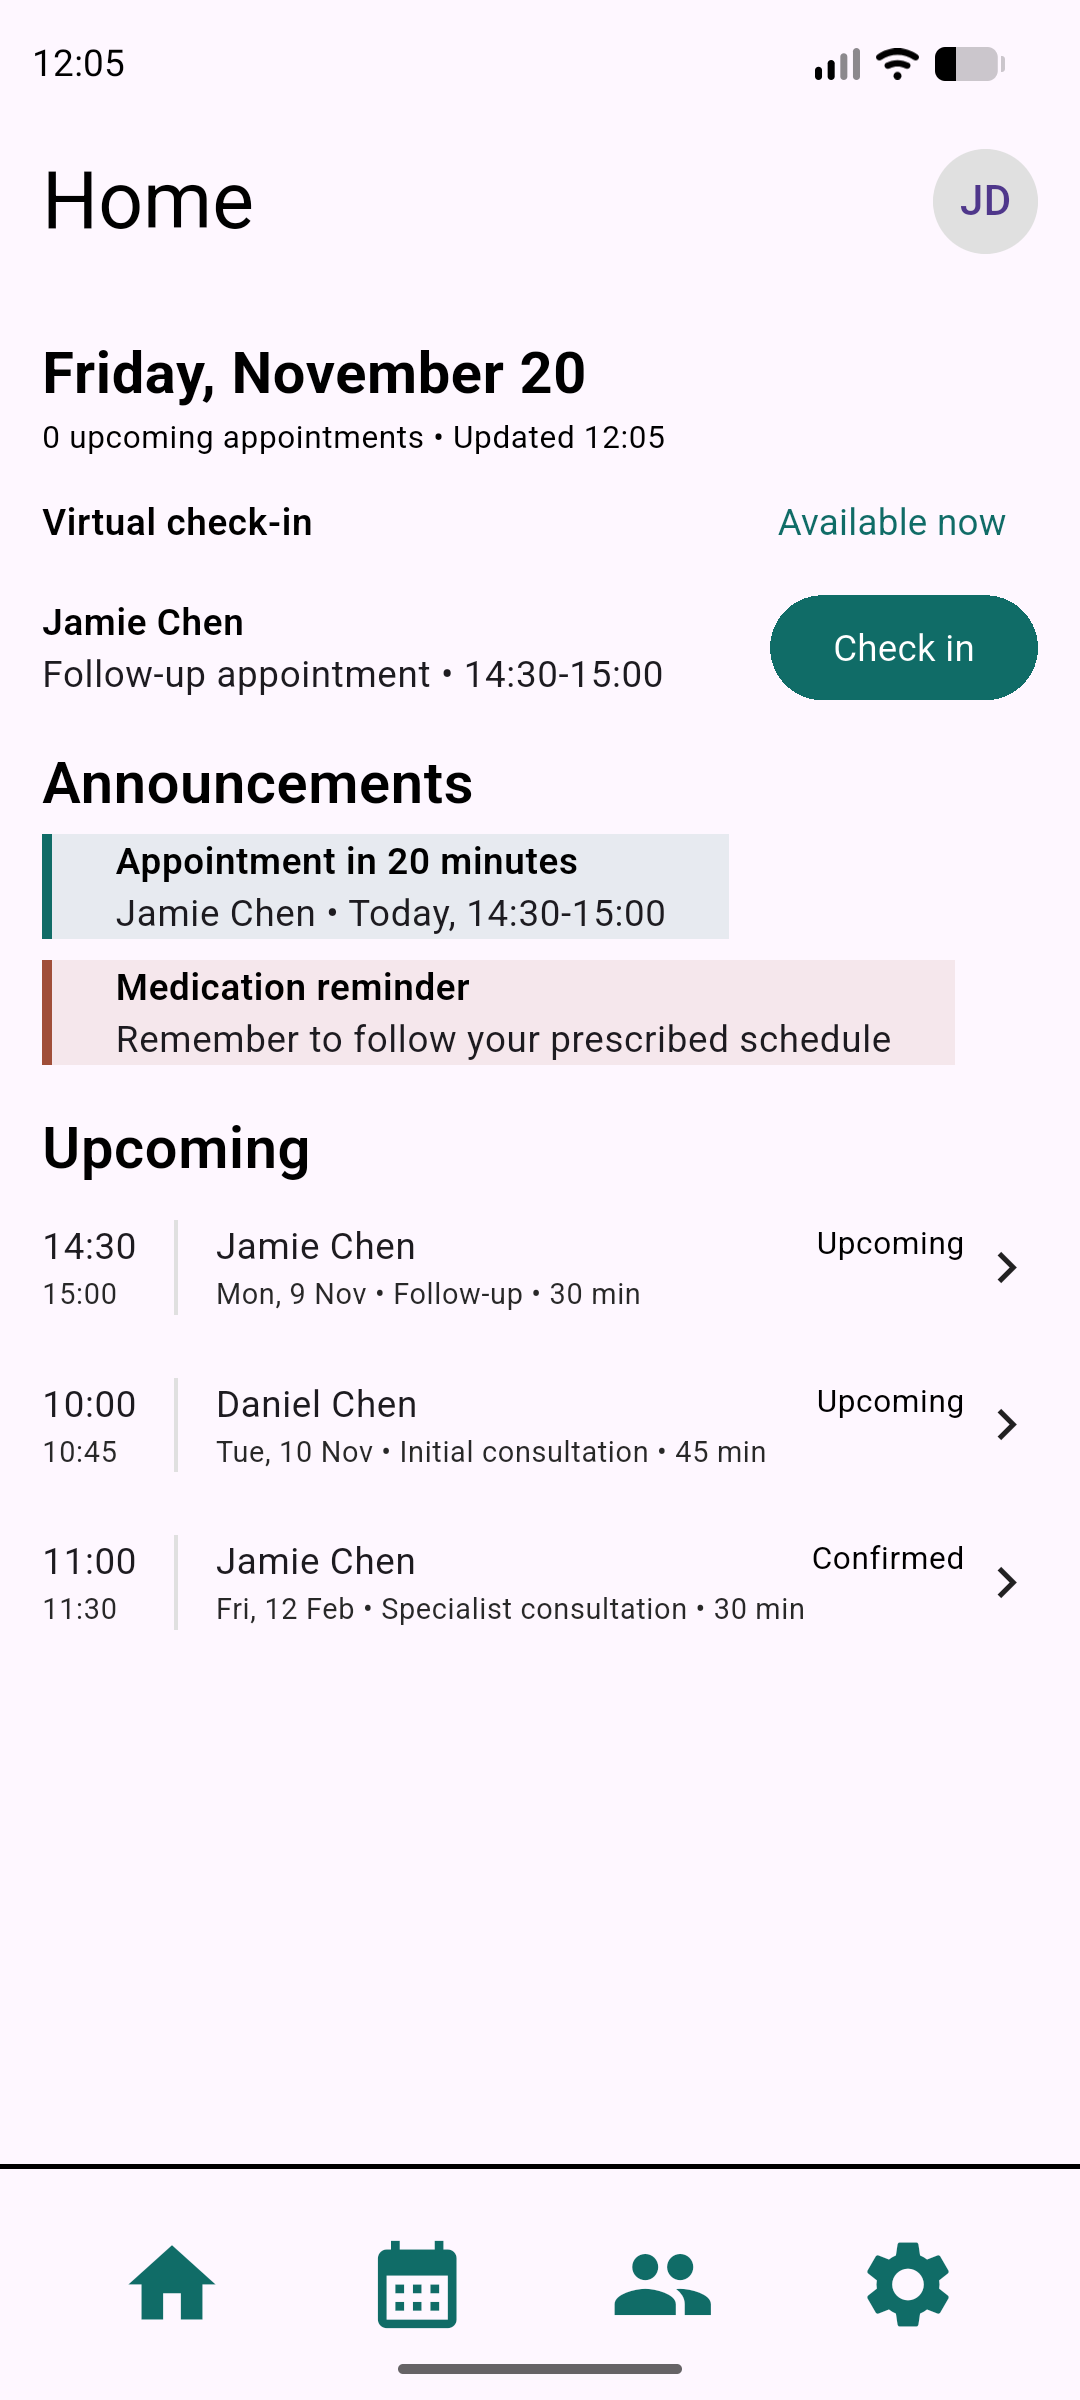 12:05
Home
JD
Friday, November 20
0 upcoming appointments • Updated 12:05
Virtual check-in
Available now
Jamie Chen
Follow-up appointment • 14:30-15:00
Check in
Announcements
Appointment in 20 minutes
Jamie Chen • Today, 14:30-15:00
Medication reminder
Remember to follow your prescribed schedule
Upcoming
14:30
15:00
Jamie Chen
Mon, 9 Nov • Follow-up • 30 min
Upcoming
10:00
10:45
Daniel Chen
Tue, 10 Nov • Initial consultation • 45 min
Upcoming
11:00
11:30
Jamie Chen
Fri, 12 Feb • Specialist consultation • 30 min
Confirmed